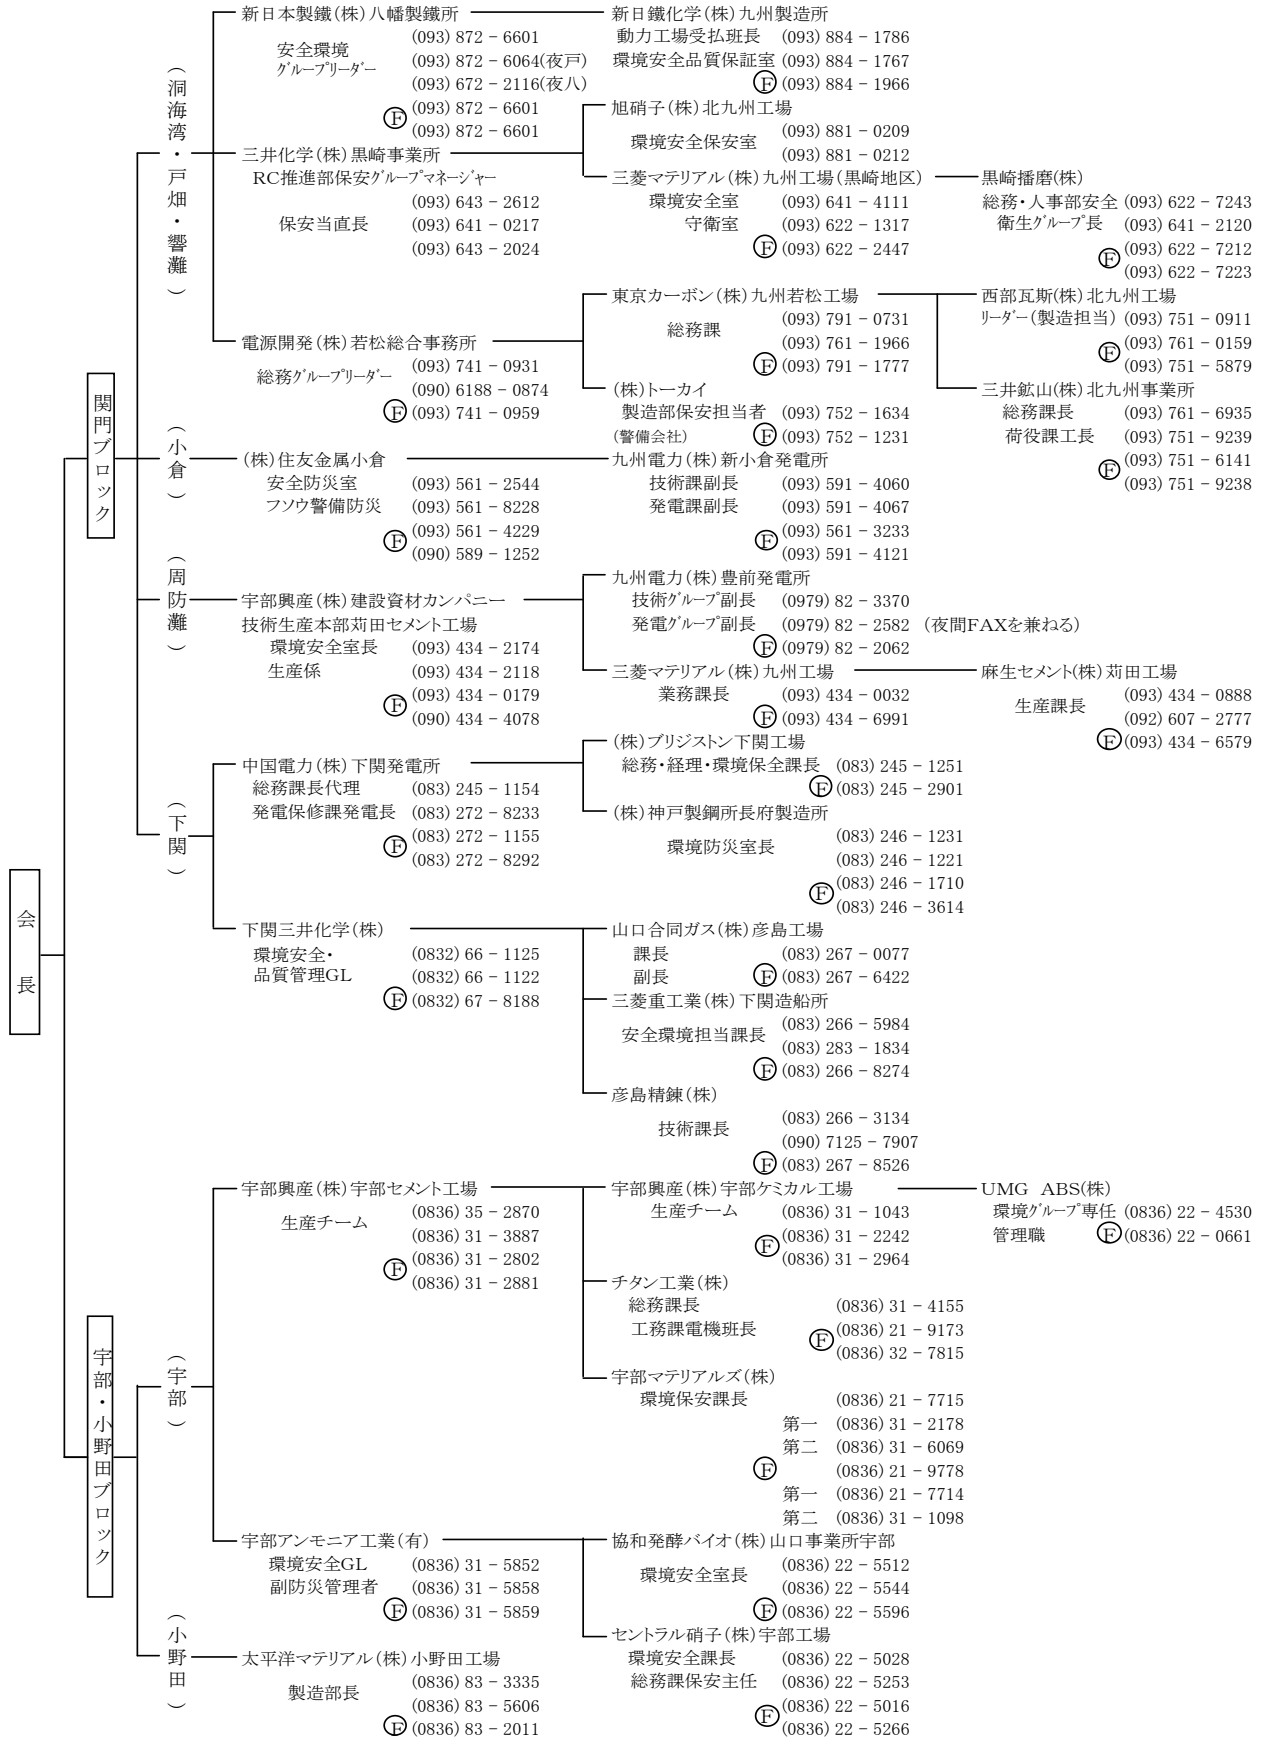 会長
関門ブロック
(洞海湾・戸畑・響灘)
新日本製鐵(株)八幡製鐵所
安全環境
グループリーダー
(093) 872－6601
(093) 872－6064(夜戸)
(093) 672－2116(夜八)
Ⓕ (093) 872－6601
(093) 872－6601
新日鐵化学(株)九州製造所
動力工場受払班長 (093) 884－1786
環境安全品質保証室 (093) 884－1767
Ⓕ (093) 884－1966
三井化学(株)黒崎事業所
RC推進部保安グループマネージャー
(093) 643－2612
保安当直長 (093) 641－0217
(093) 643－2024
旭硝子(株)北九州工場
環境安全保安室 (093) 881－0209
(093) 881－0212
三菱マテリアル(株)九州工場(黒崎地区)
環境安全室 (093) 641－4111
守衛室 (093) 622－1317
Ⓕ (093) 622－2447
黒崎播磨(株)
総務・人事部安全 (093) 622－7243
衛生グループ長 (093) 641－2120
Ⓕ (093) 622－7212
(093) 622－7223
電源開発(株)若松総合事務所
総務グループリーダー (093) 741－0931
(090) 6188－0874
Ⓕ (093) 741－0959
東京カーボン(株)九州若松工場
総務課 (093) 791－0731
(093) 761－1966
Ⓕ (093) 791－1777
(株)トーカイ
製造部保安担当者 (093) 752－1634
(警備会社) Ⓕ (093) 752－1231
西部瓦斯(株)北九州工場
リーダー(製造担当) (093) 751－0911
Ⓕ (093) 761－0159
(093) 751－5879
三井鉱山(株)北九州事業所
総務課長 (093) 761－6935
荷役課工長 (093) 751－9239
Ⓕ (093) 751－6141
(093) 751－9238
(小倉)
(株)住友金属小倉
安全防災室 (093) 561－2544
フソウ警備防災 (093) 561－8228
Ⓕ (093) 561－4229
(090) 589－1252
九州電力(株)新小倉発電所
技術課副長 (093) 591－4060
発電課副長 (093) 591－4067
Ⓕ (093) 561－3233
(093) 591－4121
(周防灘)
宇部興産(株)建設資材カンパニー
技術生産本部苅田セメント工場
環境安全室長 (093) 434－2174
生産係 (093) 434－2118
Ⓕ (093) 434－0179
(090) 434－4078
九州電力(株)豊前発電所
技術グループ副長 (0979) 82－3370
発電グループ副長 (0979) 82－2582 (夜間FAXを兼ねる)
Ⓕ (0979) 82－2062
三菱マテリアル(株)九州工場
業務課長 (093) 434－0032
Ⓕ (093) 434－6991
麻生セメント(株)苅田工場
生産課長 (093) 434－0888
(092) 607－2777
Ⓕ (093) 434－6579
(下関)
中国電力(株)下関発電所
総務課長代理 (083) 245－1154
発電保修課発電長 (083) 272－8233
Ⓕ (083) 272－1155
(083) 272－8292
(株)ブリジストン下関工場
総務・経理・環境保全課長 (083) 245－1251
Ⓕ (083) 245－2901
(株)神戸製鋼所長府製造所
環境防災室長 (083) 246－1231
(083) 246－1221
Ⓕ (083) 246－1710
(083) 246－3614
下関三井化学(株)
環境安全・ (0832) 66－1125
品質管理GL (0832) 66－1122
Ⓕ (0832) 67－8188
山口合同ガス(株)彦島工場
課長 (083) 267－0077
副長 Ⓕ (083) 267－6422
三菱重工業(株)下関造船所
安全環境担当課長 (083) 266－5984
(083) 283－1834
Ⓕ (083) 266－8274
彦島精錬(株)
技術課長 (083) 266－3134
(090) 7125－7907
Ⓕ (083) 267－8526
宇部・小野田ブロック
(宇部)
宇部興産(株)宇部セメント工場
生産チーム (0836) 35－2870
(0836) 31－3887
Ⓕ (0836) 31－2802
(0836) 31－2881
宇部興産(株)宇部ケミカル工場
生産チーム (0836) 31－1043
Ⓕ (0836) 31－2242
(0836) 31－2964
UMG ABS(株)
環境グループ専任 (0836) 22－4530
管理職 Ⓕ (0836) 22－0661
チタン工業(株)
総務課長 (0836) 31－4155
工務課電機班長 Ⓕ (0836) 21－9173
(0836) 32－7815
宇部マテリアルズ(株)
環境保安課長 (0836) 21－7715
第一 (0836) 31－2178
第二 (0836) 31－6069
Ⓕ (0836) 21－9778
第一 (0836) 21－7714
第二 (0836) 31－1098
宇部アンモニア工業(有)
環境安全GL (0836) 31－5852
副防災管理者 (0836) 31－5858
Ⓕ (0836) 31－5859
協和発酵バイオ(株)山口事業所宇部
環境安全室長 (0836) 22－5512
(0836) 22－5544
Ⓕ (0836) 22－5596
セントラル硝子(株)宇部工場
環境安全課長 (0836) 22－5028
総務課保安主任 (0836) 22－5253
Ⓕ (0836) 22－5016
(0836) 22－5266
(小野田)
太平洋マテリアル(株)小野田工場
製造部長 (0836) 83－3335
(0836) 83－5606
Ⓕ (0836) 83－2011